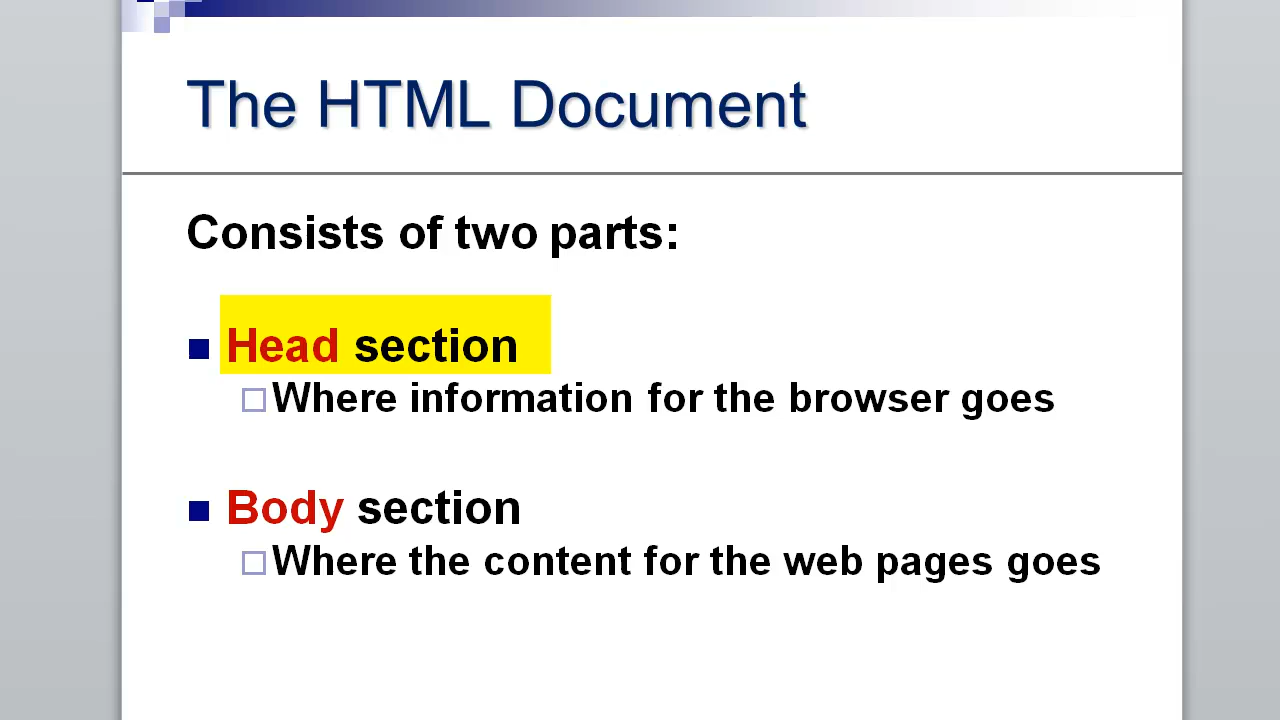 The HTML Document
Consists of two parts:
Head section
Where information for the browser goes
Body section
Where the content for the web pages goes